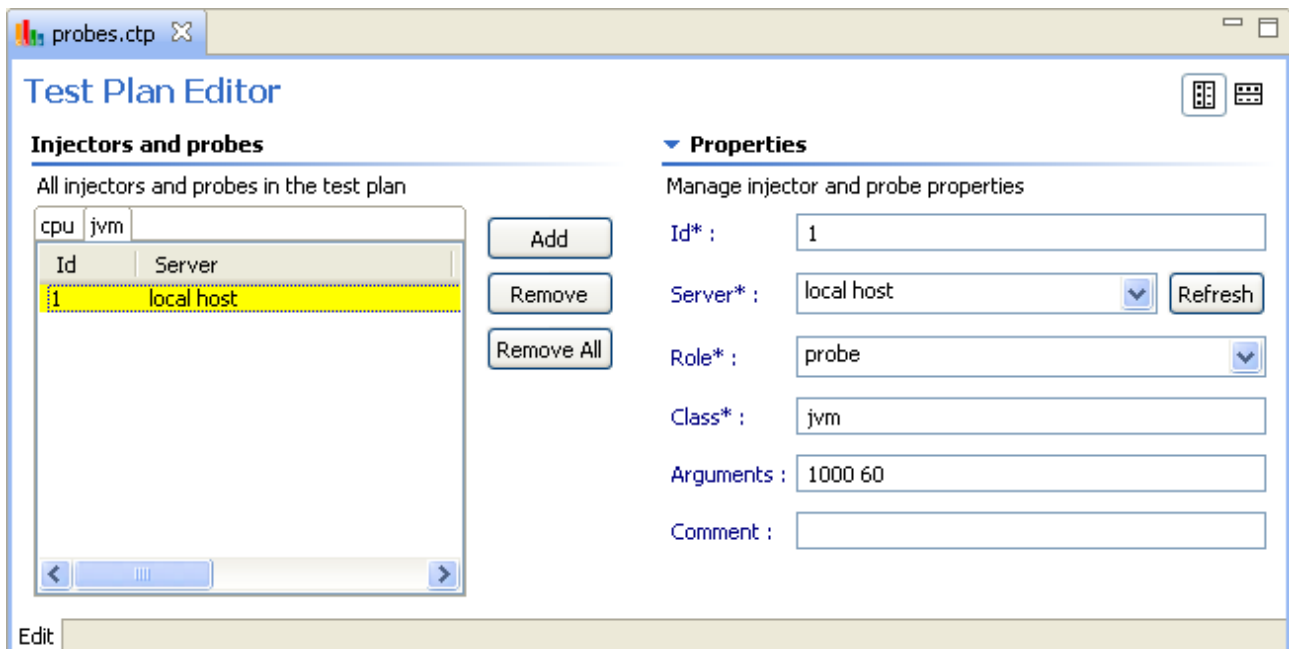 probes.ctp
Test Plan Editor
Injectors and probes
All injectors and probes in the test plan
cpu jvm
Id Server
1 local host
Add
Remove
Remove All
Properties
Manage injector and probe properties
Id* : 1
Server* : local host Refresh
Role* : probe
Class* : jvm
Arguments : 1000 60
Comment :
Edit